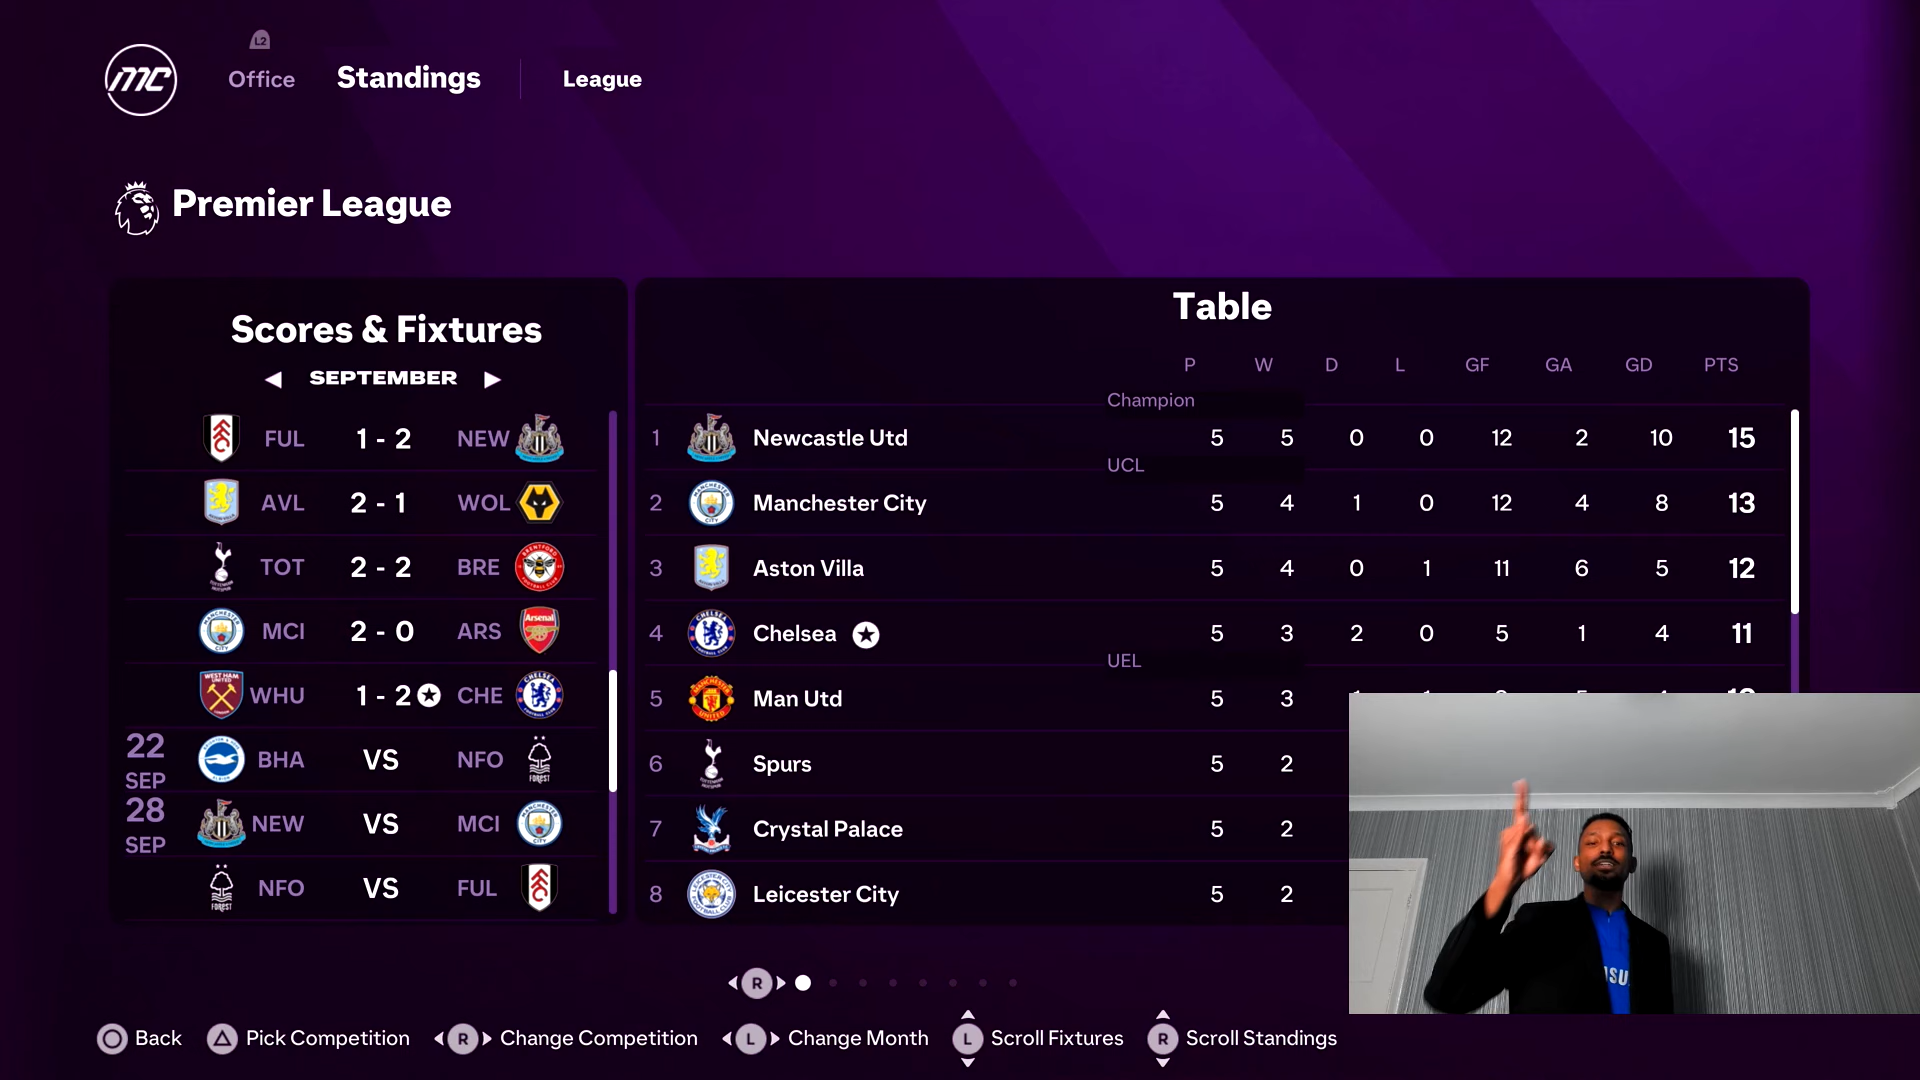 L2
MC Office Standings League
Premier League
Scores & Fixtures
SEPTEMBER
FUL 1 - 2 NEW
AVL 2 - 1 WOL
TOT 2 - 2 BRE
MCI 2 - 0 ARS
WHU 1 - 2 CHE
22 SEP BHA VS NFO
28 SEP NEW VS MCI
NFO VS FUL
Table
P W D L GF GA GD PTS
Champion
1 Newcastle Utd 5 5 0 0 12 2 10 15
UCL
2 Manchester City 5 4 1 0 12 4 8 13
3 Aston Villa 5 4 0 1 11 6 5 12
4 Chelsea 5 3 2 0 5 1 4 11
UEL
5 Man Utd 5 3
6 Spurs 5 2
7 Crystal Palace 5 2
8 Leicester City 5 2
R
Back Pick Competition R Change Competition L Change Month L Scroll Fixtures R Scroll Standings